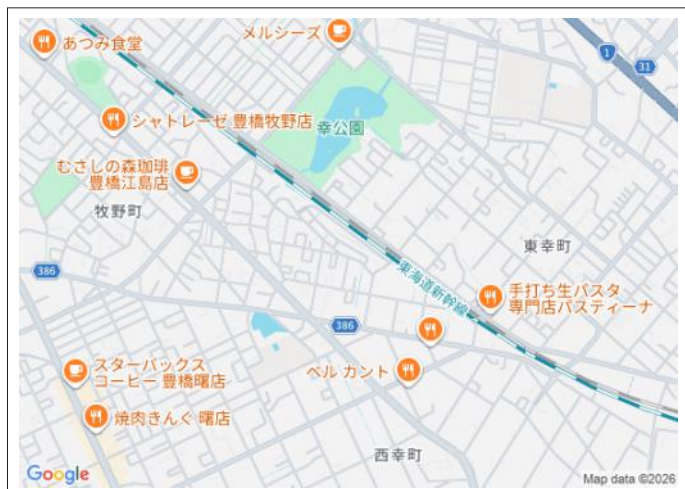 メルシーズ
あつみ食堂
1
31
シャトレーゼ 豊橋牧野店
幸公園
むさしの森珈琲
豊橋江島店
牧野町
東幸町
386
東海道新幹線
手打ち生パスタ
専門店パスティーナ
386
スターバックス
コーヒー 豊橋曙店
ベル カント
焼肉きんぐ 曙店
西幸町
Google
Map data ©2026